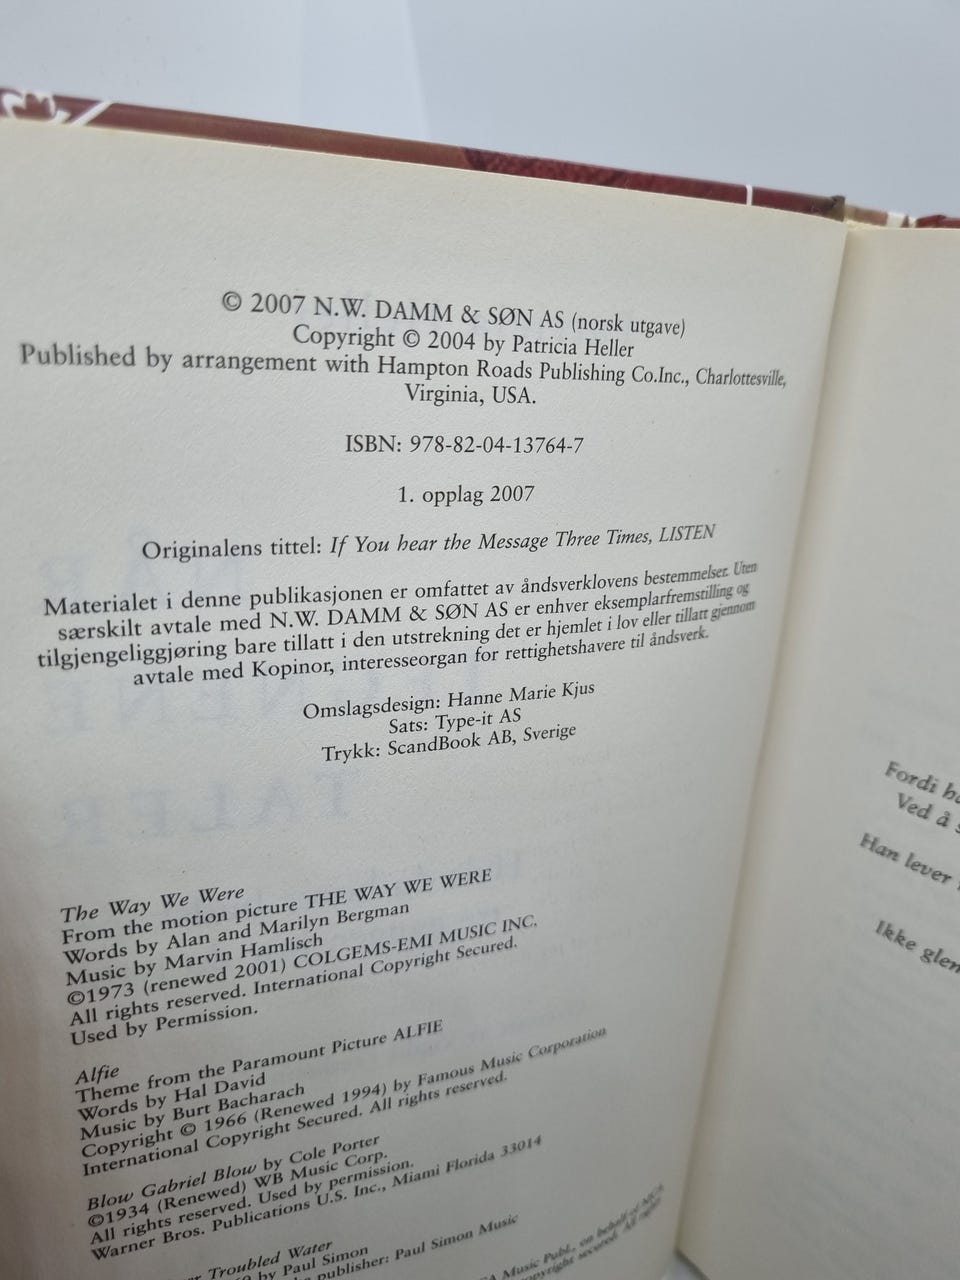 © 2007 N.W. DAMM & SØN AS (norsk utgave)
Copyright © 2004 by Patricia Heller
Published by arrangement with Hampton Roads Publishing Co.Inc., Charlottesville,
Virginia, USA.
ISBN: 978-82-04-13764-7
1. opplag 2007
Originalens tittel: If You hear the Message Three Times, LISTEN
Materialet i denne publikasjonen er omfattet av åndsverklovens bestemmelser. Uten
særskilt avtale med N.W. DAMM & SØN AS er enhver eksemplarfremstilling og
tilgjengeliggjøring bare tillatt i den utstrekning det er hjemlet i lov eller tillatt gjennom
avtale med Kopinor, interesseorgan for rettighetshavere til åndsverk.
Omslagsdesign: Hanne Marie Kjus
Sats: Type-it AS
Trykk: ScandBook AB, Sverige
The Way We Were
From the motion picture THE WAY WE WERE
Words by Alan and Marilyn Bergman
Music by Marvin Hamlisch
©1973 (renewed 2001) COLGEMS-EMI MUSIC INC.
All rights reserved. International Copyright Secured.
Used by Permission.
Alfie
Theme from the Paramount Picture ALFIE
Words by Hal David
Music by Burt Bacharach
Copyright © 1966 (Renewed 1994) by Famous Music Corporation
International Copyright Secured. All rights reserved.
Blow Gabriel Blow by Cole Porter
©1934 (Renewed) WB Music Corp.
All rights reserved. Used by permission.
Warner Bros. Publications U.S. Inc., Miami Florida 33014
Troubled Water
by Paul Simon
publisher: Paul Simon Music
Music Publ., on behalf of MCA
copyright secured. All rights
Fordi
Ved å
Han lever
Ikke